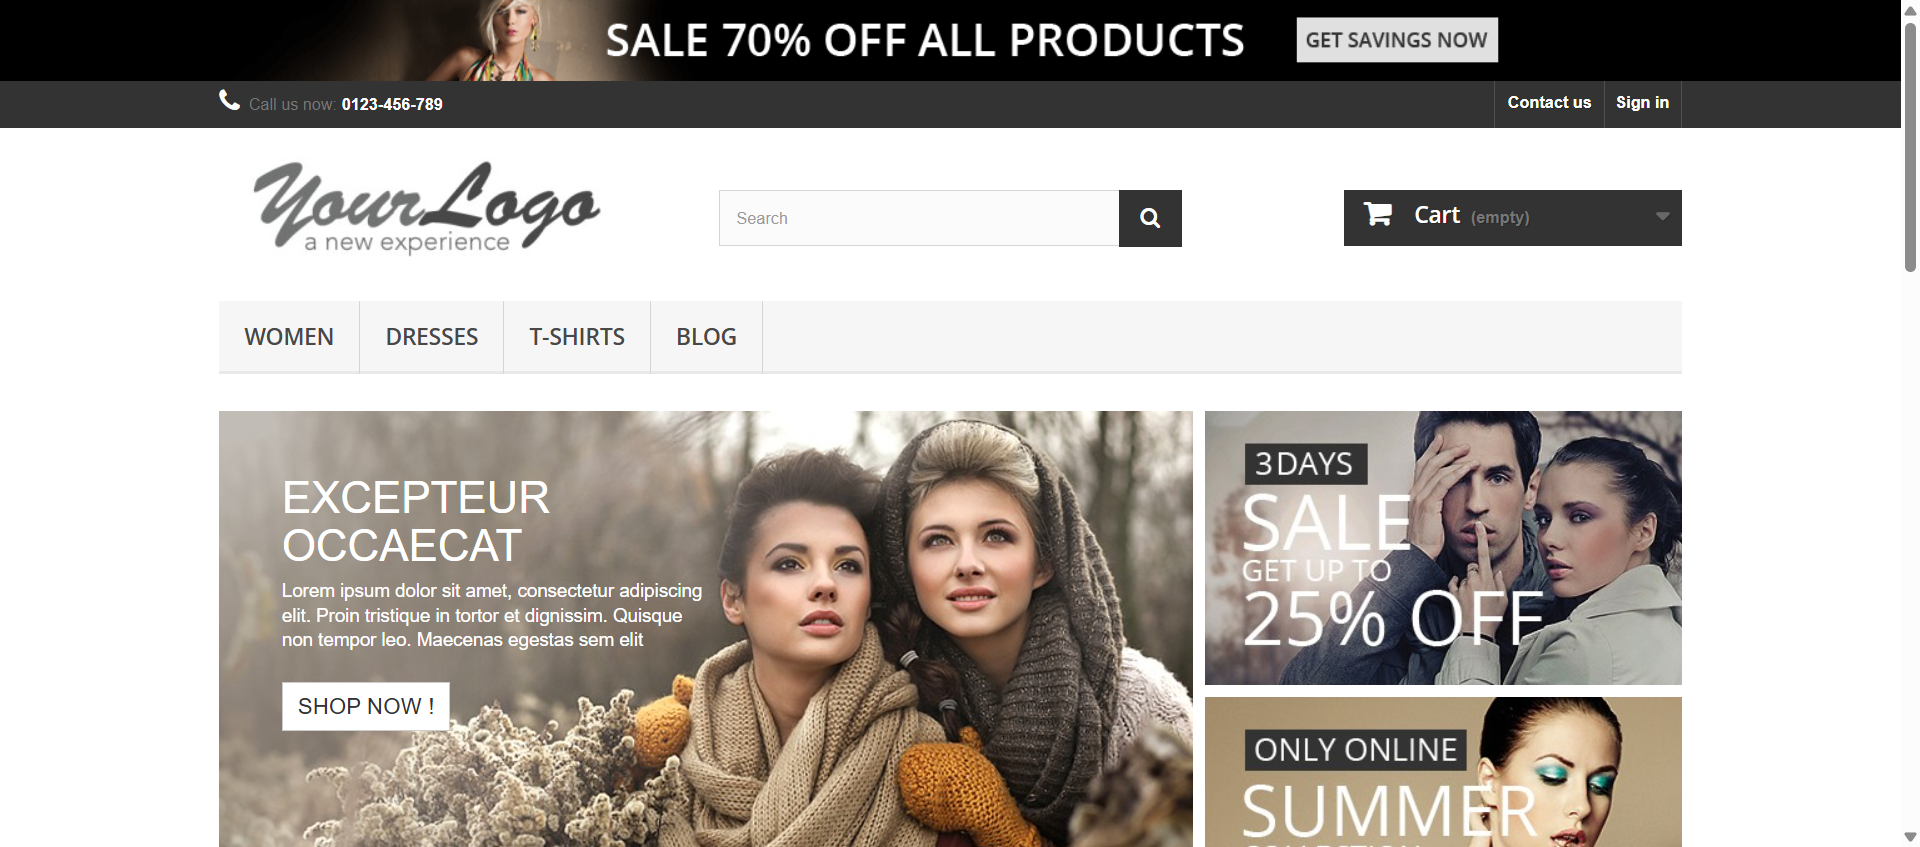 SALE 70% OFF ALL PRODUCTS
GET SAVINGS NOW
Call us now: 0123-456-789
Contact us
Sign in
YourLogo
a new experience
Search
Cart (empty)
WOMEN
DRESSES
T-SHIRTS
BLOG
EXCEPTEUR
OCCAECAT
Lorem ipsum dolor sit amet, consectetur adipiscing
elit. Proin tristique in tortor et dignissim. Quisque
non tempor leo. Maecenas egestas sem elit
SHOP NOW !
3 DAYS
SALE
GET UP TO
25% OFF
ONLY ONLINE
SUMMER